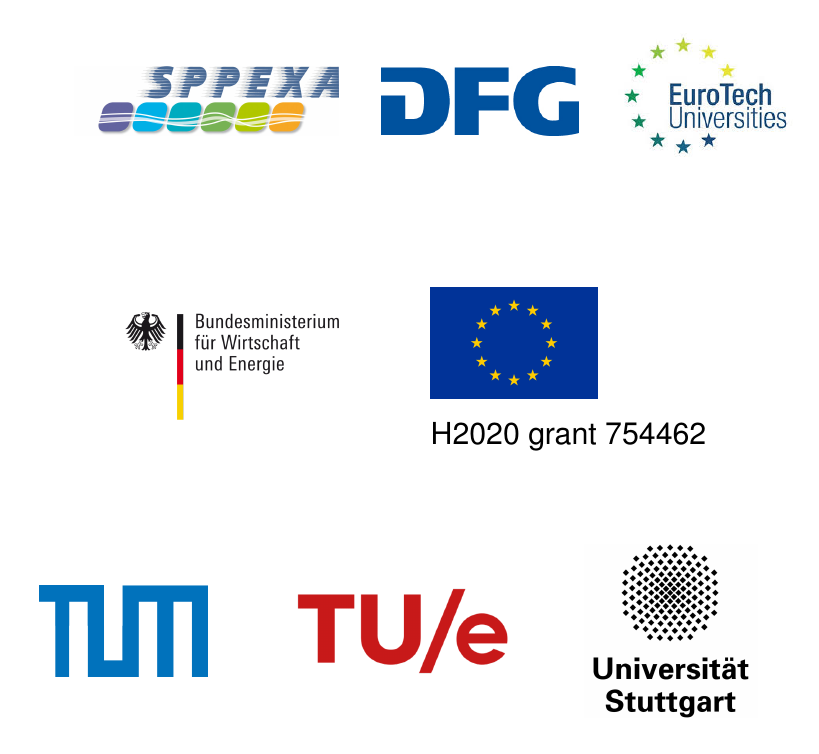 SPPEXA
DFG
EuroTech
Universities
Bundesministerium
für Wirtschaft
und Energie
H2020 grant 754462
TUM
TU/e
Universität
Stuttgart